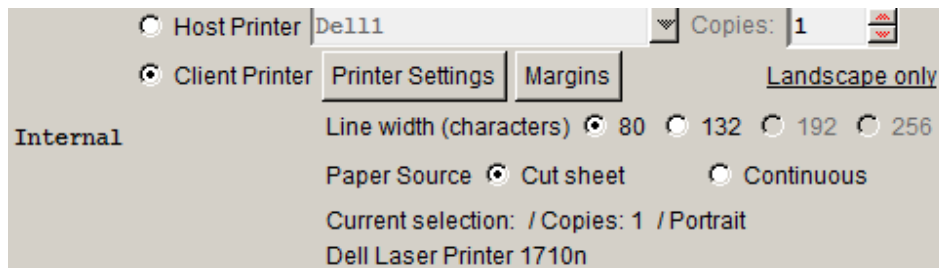 Host Printer Dell1 Copies: 1
Client Printer Printer Settings Margins Landscape only
Internal Line width (characters) 80 132 192 256
Paper Source Cut sheet Continuous
Current selection: / Copies: 1 / Portrait
Dell Laser Printer 1710n